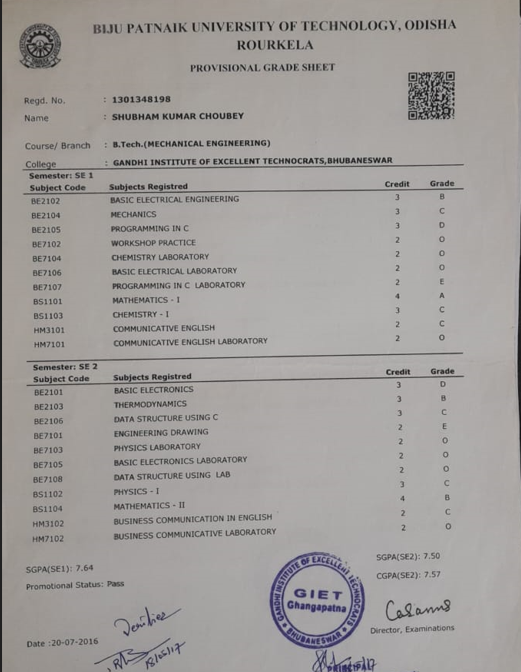 BIJU PATNAIK UNIVERSITY OF TECHNOLOGY, ODISHA
ROURKELA
PROVISIONAL GRADE SHEET
Regd. No. : 1301348198
Name : SHUBHAM KUMAR CHOUBEY
Course/ Branch : B.Tech.(MECHANICAL ENGINEERING)
College : GANDHI INSTITUTE OF EXCELLENT TECHNOCRATS,BHUBANESWAR
Semester: SE 1
Subject Code Subjects Registred Credit Grade
BE2102 BASIC ELECTRICAL ENGINEERING 3 B
BE2104 MECHANICS 3 C
BE2105 PROGRAMMING IN C 3 D
BE7102 WORKSHOP PRACTICE 2 O
BE7104 CHEMISTRY LABORATORY 2 O
BE7106 BASIC ELECTRICAL LABORATORY 2 O
BE7107 PROGRAMMING IN C LABORATORY 2 E
BS1101 MATHEMATICS - I 4 A
BS1103 CHEMISTRY - I 3 C
HM3101 COMMUNICATIVE ENGLISH 2 C
HM7101 COMMUNICATIVE ENGLISH LABORATORY 2 O
Semester: SE 2
Subject Code Subjects Registred Credit Grade
BE2101 BASIC ELECTRONICS 3 D
BE2103 THERMODYNAMICS 3 B
BE2106 DATA STRUCTURE USING C 3 C
BE7101 ENGINEERING DRAWING 2 E
BE7103 PHYSICS LABORATORY 2 O
BE7105 BASIC ELECTRONICS LABORATORY 2 O
BE7108 DATA STRUCTURE USING LAB 2 O
BS1102 PHYSICS - I 3 C
BS1104 MATHEMATICS - II 4 B
HM3102 BUSINESS COMMUNICATION IN ENGLISH 2 C
HM7102 BUSINESS COMMUNICATIVE LABORATORY 2 O
SGPA(SE1): 7.64 SGPA(SE2): 7.50
Promotional Status: Pass CGPA(SE2): 7.57
GANDHI INSTITUTE OF EXCELLENT TECHNOCRATS
GIET
Ghangapatna
BHUBANESWAR
Director, Examinations
Date :20-07-2016
18/05/17
PRINCIPAL